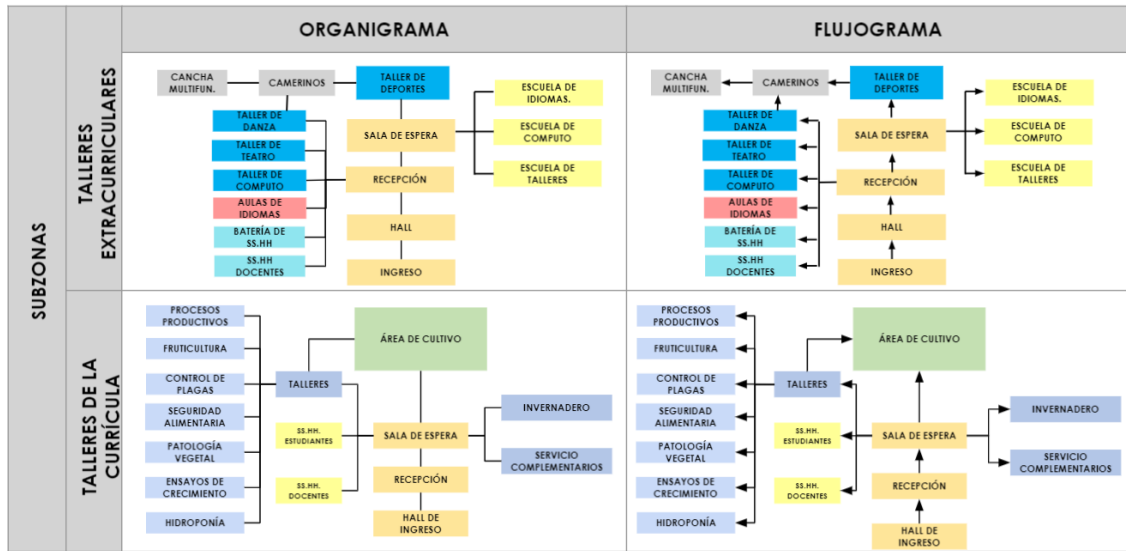 ORGANIGRAMA
FLUJOGRAMA
SUBZONAS
TALLERES
EXTRACURRICULARES
CANCHA
MULTIFUN.
CAMERINOS
TALLER DE
DEPORTES
TALLER DE
DANZA
TALLER DE
TEATRO
TALLER DE
COMPUTO
AULAS DE
IDIOMAS
BATERÍA DE
SS.HH
SS.HH
DOCENTES
SALA DE ESPERA
RECEPCIÓN
HALL
INGRESO
ESCUELA DE
IDIOMAS.
ESCUELA DE
COMPUTO
ESCUELA DE
TALLERES
CANCHA
MULTIFUN.
CAMERINOS
TALLER DE
DEPORTES
TALLER DE
DANZA
TALLER DE
TEATRO
TALLER DE
COMPUTO
AULAS DE
IDIOMAS
BATERÍA DE
SS.HH
SS.HH
DOCENTES
SALA DE ESPERA
RECEPCIÓN
HALL
INGRESO
ESCUELA DE
IDIOMAS.
ESCUELA DE
COMPUTO
ESCUELA DE
TALLERES
TALLERES DE LA
CURRÍCULA
PROCESOS
PRODUCTIVOS
FRUTICULTURA
CONTROL DE
PLAGAS
SEGURIDAD
ALIMENTARIA
PATOLOGÍA
VEGETAL
ENSAYOS DE
CRECIMIENTO
HIDROPONÍA
TALLERES
SS.HH.
ESTUDIANTES
SS.HH.
DOCENTES
ÁREA DE CULTIVO
SALA DE ESPERA
RECEPCIÓN
HALL DE
INGRESO
INVERNADERO
SERVICIO
COMPLEMENTARIOS
PROCESOS
PRODUCTIVOS
FRUTICULTURA
CONTROL DE
PLAGAS
SEGURIDAD
ALIMENTARIA
PATOLOGÍA
VEGETAL
ENSAYOS DE
CRECIMIENTO
HIDROPONÍA
TALLERES
SS.HH.
ESTUDIANTES
SS.HH.
DOCENTES
ÁREA DE CULTIVO
SALA DE ESPERA
RECEPCIÓN
HALL DE
INGRESO
INVERNADERO
SERVICIO
COMPLEMENTARIOS